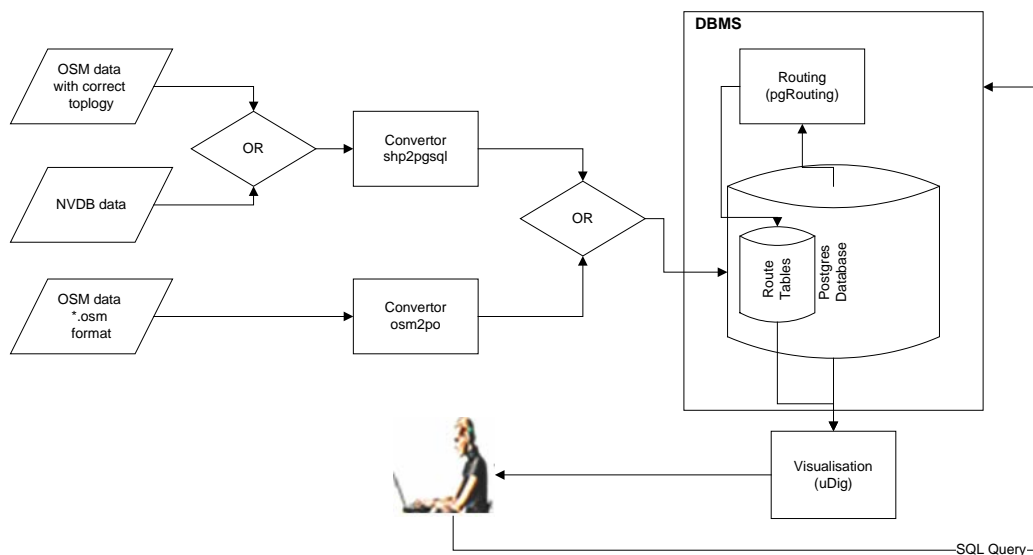 DBMS
OSM data
with correct
toplogy
Routing
(pgRouting)
OR
Convertor
shp2pgsql
NVDB data
OR
Route
Tables
Postgres
Database
OSM data
*.osm
format
Convertor
osm2po
Visualisation
(uDig)
SQL Query